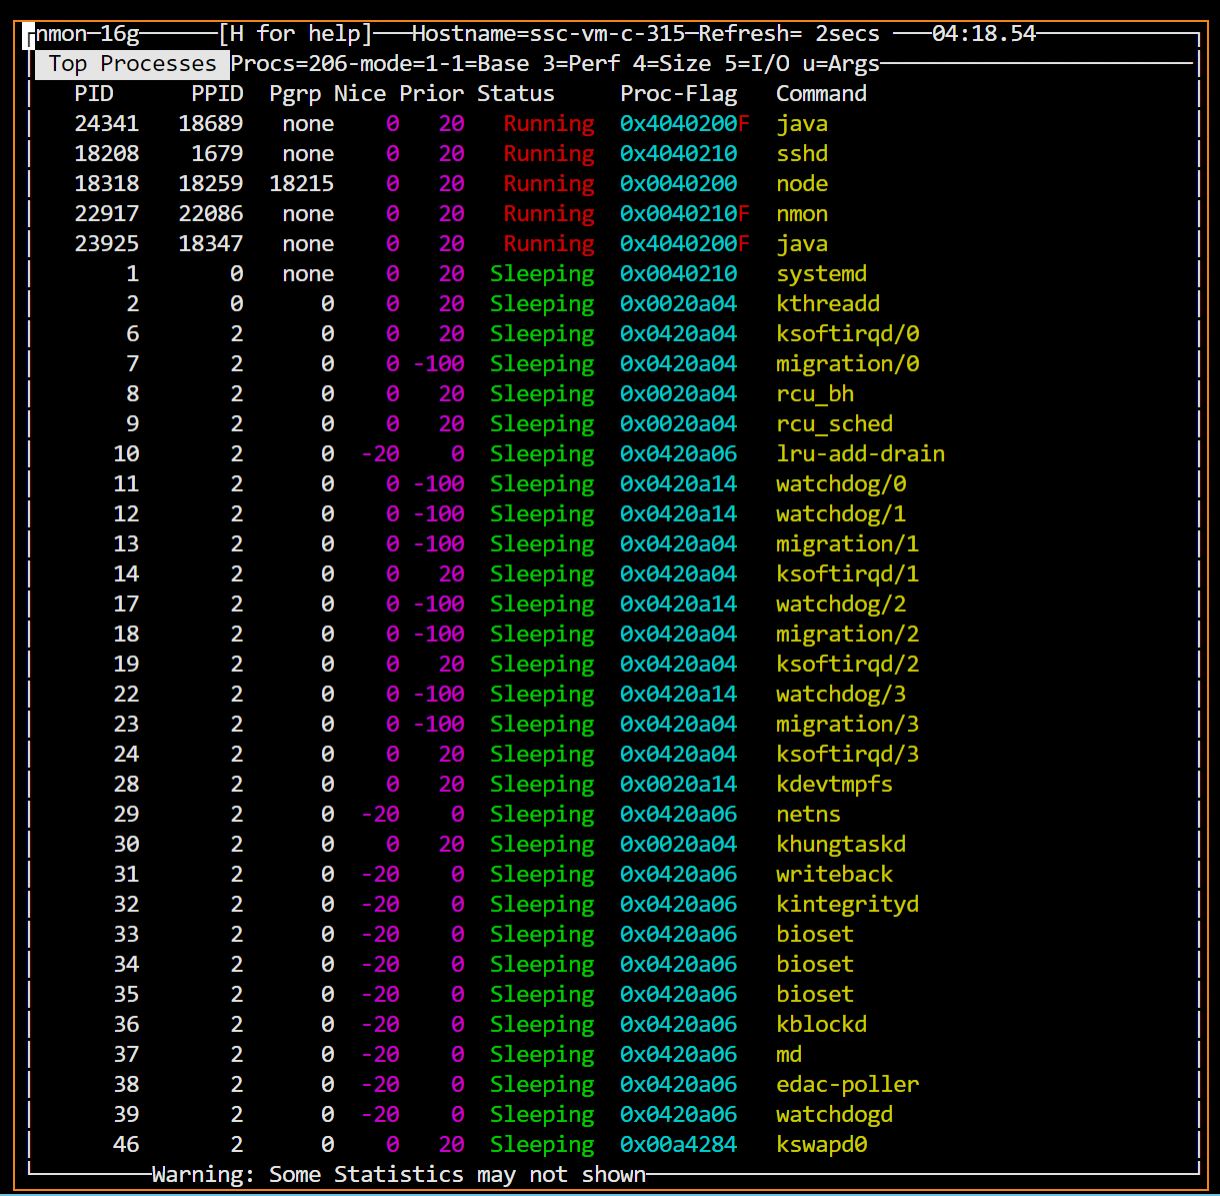 nmon─16g──────[H for help]───Hostname=ssc-vm-c-315─Refresh= 2secs ───04:18.54
Top Processes Procs=206-mode=1-1=Base 3=Perf 4=Size 5=I/O u=Args
PID PPID Pgrp Nice Prior Status Proc-Flag Command
24341 18689 none 0 20 Running 0x4040200F java
18208 1679 none 0 20 Running 0x4040210 sshd
18318 18259 18215 0 20 Running 0x0040200 node
22917 22086 none 0 20 Running 0x0040210F nmon
23925 18347 none 0 20 Running 0x4040200F java
1 0 none 0 20 Sleeping 0x0040210 systemd
2 0 0 0 20 Sleeping 0x0020a04 kthreadd
6 2 0 0 20 Sleeping 0x0420a04 ksoftirqd/0
7 2 0 0 -100 Sleeping 0x0420a04 migration/0
8 2 0 0 20 Sleeping 0x0020a04 rcu_bh
9 2 0 0 20 Sleeping 0x0020a04 rcu_sched
10 2 0 -20 0 Sleeping 0x0420a06 lru-add-drain
11 2 0 0 -100 Sleeping 0x0420a14 watchdog/0
12 2 0 0 -100 Sleeping 0x0420a14 watchdog/1
13 2 0 0 -100 Sleeping 0x0420a04 migration/1
14 2 0 0 20 Sleeping 0x0420a04 ksoftirqd/1
17 2 0 0 -100 Sleeping 0x0420a14 watchdog/2
18 2 0 0 -100 Sleeping 0x0420a04 migration/2
19 2 0 0 20 Sleeping 0x0420a04 ksoftirqd/2
22 2 0 0 -100 Sleeping 0x0420a14 watchdog/3
23 2 0 0 -100 Sleeping 0x0420a04 migration/3
24 2 0 0 20 Sleeping 0x0420a04 ksoftirqd/3
28 2 0 0 20 Sleeping 0x0020a14 kdevtmpfs
29 2 0 -20 0 Sleeping 0x0420a06 netns
30 2 0 0 20 Sleeping 0x0020a04 khungtaskd
31 2 0 -20 0 Sleeping 0x0420a06 writeback
32 2 0 -20 0 Sleeping 0x0420a06 kintegrityd
33 2 0 -20 0 Sleeping 0x0420a06 bioset
34 2 0 -20 0 Sleeping 0x0420a06 bioset
35 2 0 -20 0 Sleeping 0x0420a06 bioset
36 2 0 -20 0 Sleeping 0x0420a06 kblockd
37 2 0 -20 0 Sleeping 0x0420a06 md
38 2 0 -20 0 Sleeping 0x0420a06 edac-poller
39 2 0 -20 0 Sleeping 0x0420a06 watchdogd
46 2 0 0 20 Sleeping 0x00a4284 kswapd0
Warning: Some Statistics may not shown